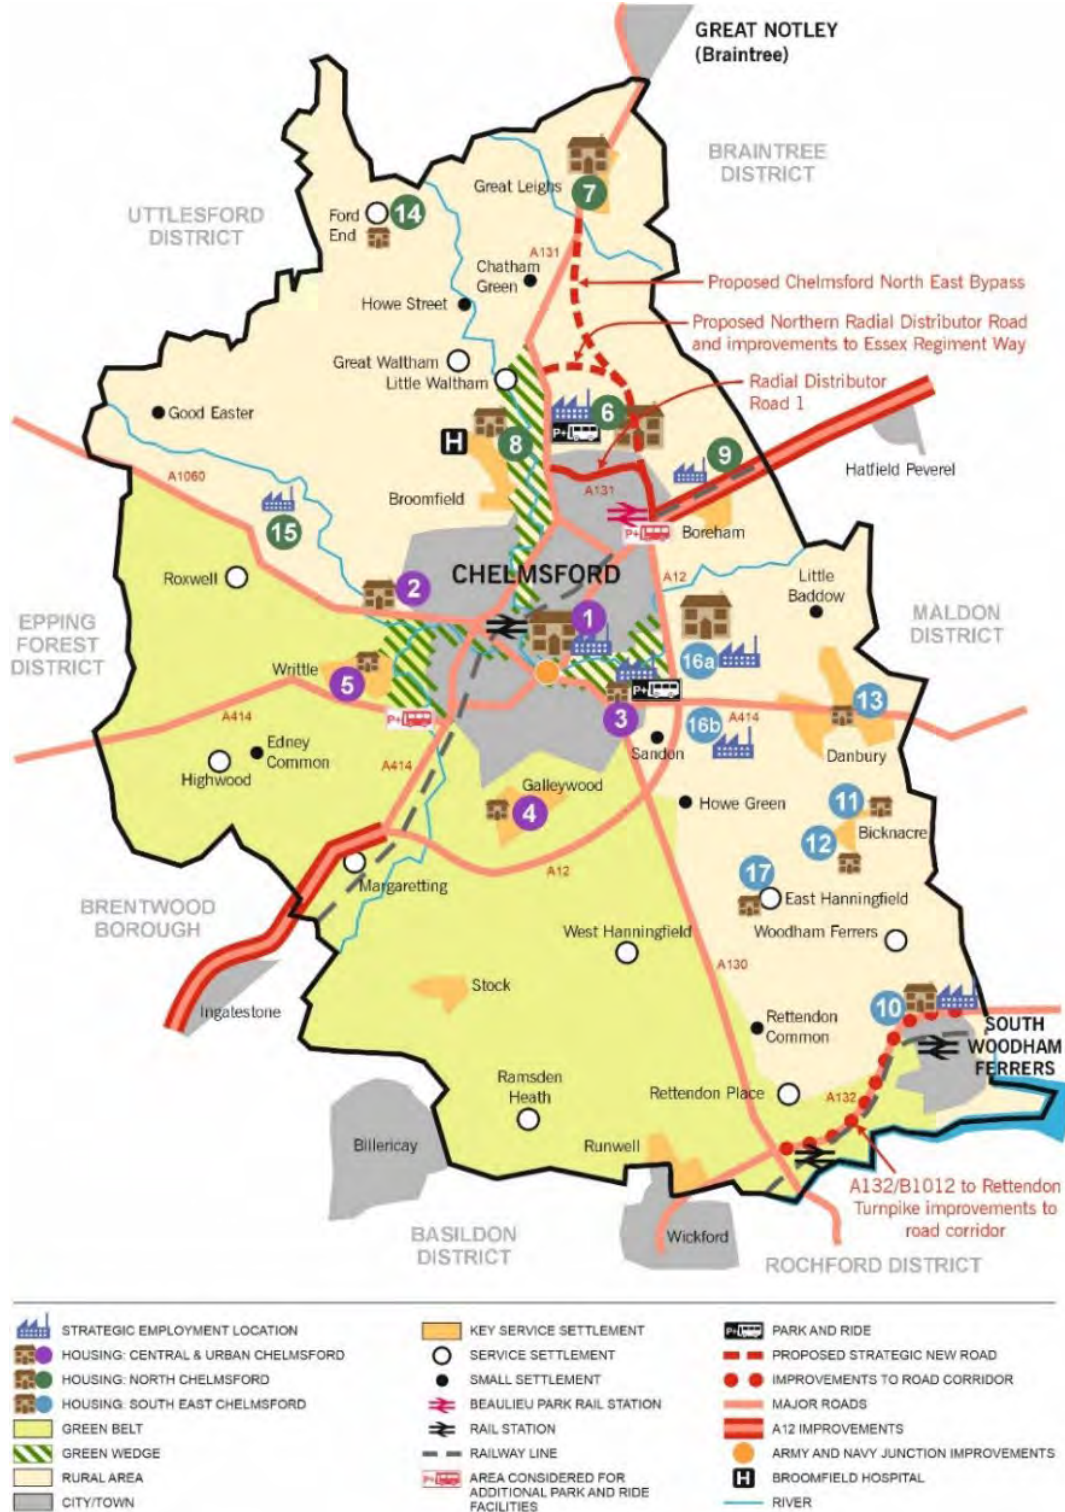 GREAT NOTLEY
(Braintree)
BRAINTREE
DISTRICT
Great Leighs
7
UTTLESFORD
DISTRICT
Ford
End
14
A131
Chatham
Green
Proposed Chelmsford North East Bypass
Howe Street
Proposed Northern Radial Distributor Road
and improvements to Essex Regiment Way
Great Waltham
Little Waltham
Radial Distributor
Road 1
Good Easter
6
P+
H
8
9
Hatfield Peverel
A1060
A131
Broomfield
15
P+
Boreham
Roxwell
CHELMSFORD
2
A12
Little
Baddow
EPPING
FOREST
DISTRICT
MALDON
DISTRICT
1
Writtle
5
16a
P+
3
13
A414
P+
16b
A414
Sandon
Edney
Common
Highwood
A414
Danbury
Galleywood
4
Howe Green
11
Bicknacre
12
A12
Margaretting
17
East Hanningfield
BRENTWOOD
BOROUGH
West Hanningfield
Woodham Ferrers
A130
Stock
10
Ingatestone
Rettendon
Common
SOUTH
WOODHAM
FERRERS
Ramsden
Heath
Rettendon Place
A132
Billericay
Runwell
A132/B1012 to Rettendon
Turnpike improvements to
road corridor
BASILDON
DISTRICT
Wickford
ROCHFORD DISTRICT
STRATEGIC EMPLOYMENT LOCATION
HOUSING: CENTRAL & URBAN CHELMSFORD
HOUSING: NORTH CHELMSFORD
HOUSING: SOUTH EAST CHELMSFORD
GREEN BELT
GREEN WEDGE
RURAL AREA
CITY/TOWN
KEY SERVICE SETTLEMENT
SERVICE SETTLEMENT
SMALL SETTLEMENT
BEAULIEU PARK RAIL STATION
RAIL STATION
RAILWAY LINE
P+
AREA CONSIDERED FOR
ADDITIONAL PARK AND RIDE
FACILITIES
P+
PARK AND RIDE
PROPOSED STRATEGIC NEW ROAD
IMPROVEMENTS TO ROAD CORRIDOR
MAJOR ROADS
A12 IMPROVEMENTS
ARMY AND NAVY JUNCTION IMPROVEMENTS
H
BROOMFIELD HOSPITAL
RIVER